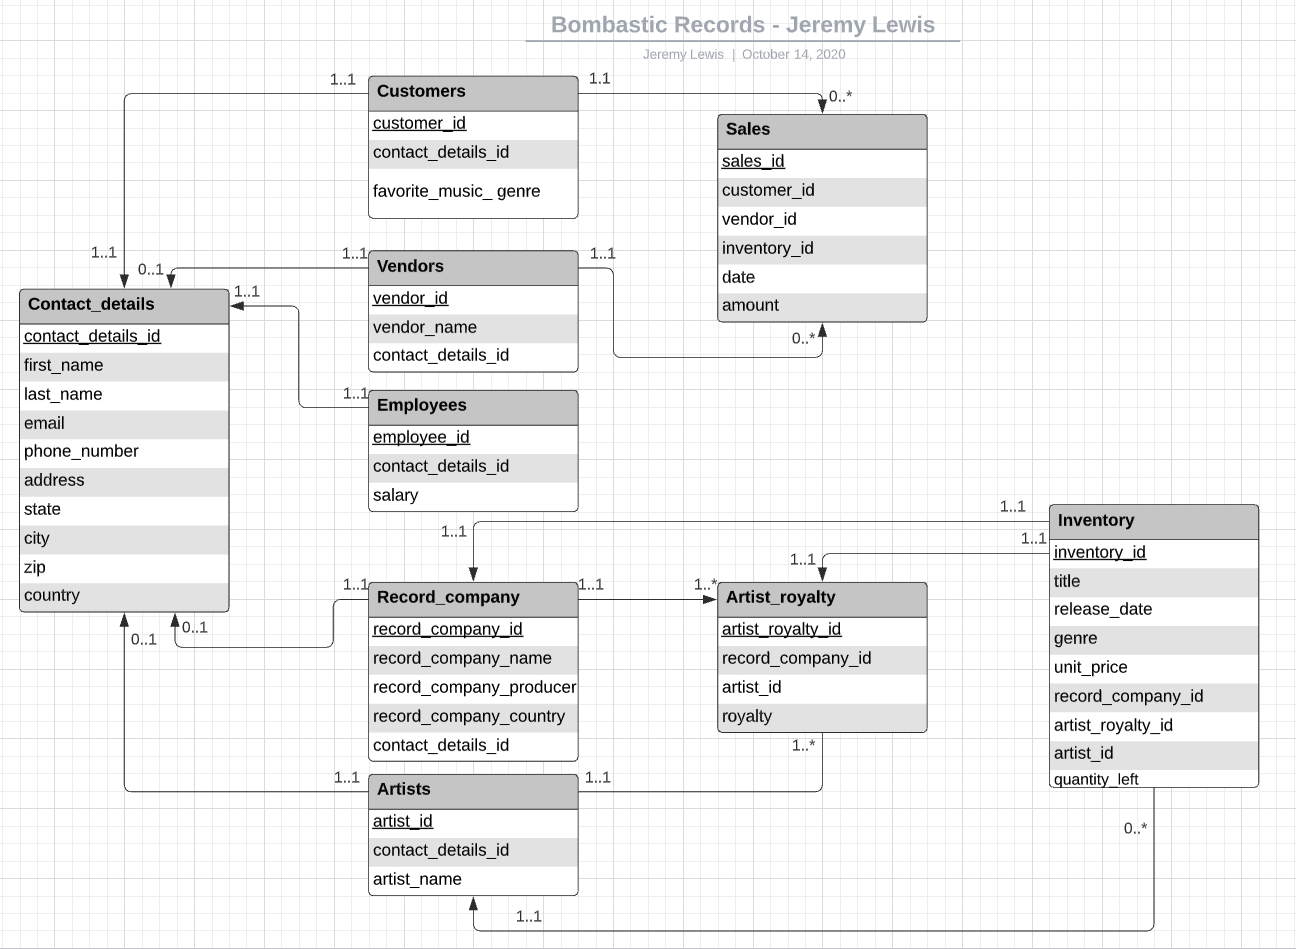 Bombastic Records - Jeremy Lewis
Jeremy Lewis | October 14, 2020
1..1
Customers
customer_id
contact_details_id
favorite_music_ genre
1.1
0..*
Sales
sales_id
customer_id
vendor_id
inventory_id
date
amount
0..*
1..1
0..1
1..1
Vendors
vendor_id
vendor_name
contact_details_id
1..1
1..1
Contact_details
contact_details_id
first_name
last_name
email
phone_number
address
state
city
zip
country
0..1
0..1
1..1
Employees
employee_id
contact_details_id
salary
1..1
1..1
Record_company
record_company_id
record_company_name
record_company_producer
record_company_country
contact_details_id
1..1
1..*
Artist_royalty
artist_royalty_id
record_company_id
artist_id
royalty
1..*
1..1
1..1
1..1
Inventory
inventory_id
title
release_date
genre
unit_price
record_company_id
artist_royalty_id
artist_id
quantity_left
0..*
1..1
Artists
artist_id
contact_details_id
artist_name
1..1
1..1